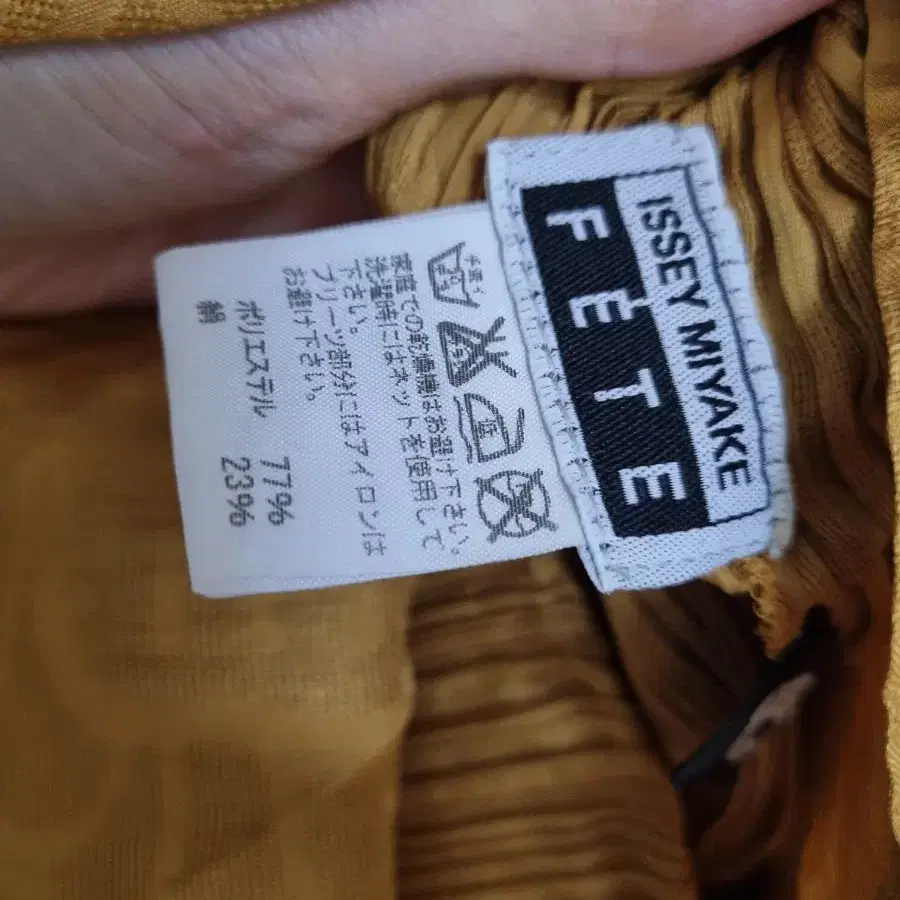 ISSEY MIYAKE
FÊTE
家庭での乾燥機はお避け下さい。
洗濯時にはネットを使用して
下さい。
プリーツ部分にはアイロンは
お避け下さい。
ポリエステル 77%
綿 23%